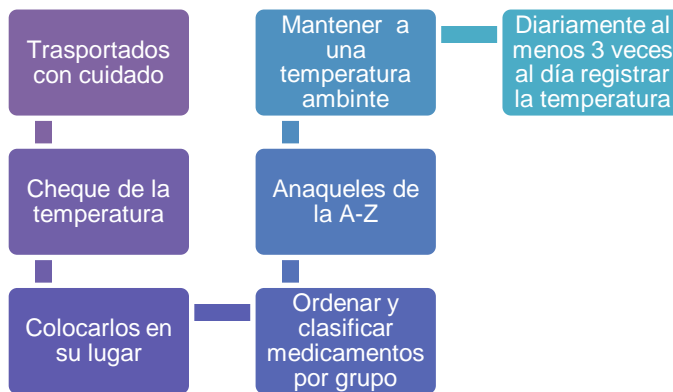 Trasportados
con cuidado
Cheque de la
temperatura
Colocarlos en
su lugar
Ordenar y
clasificar
medicamentos
por grupo
Anaqueles de
la A-Z
Mantener a
una
temperatura
ambinte
Diariamente al
menos 3 veces
al día registrar
la temperatura